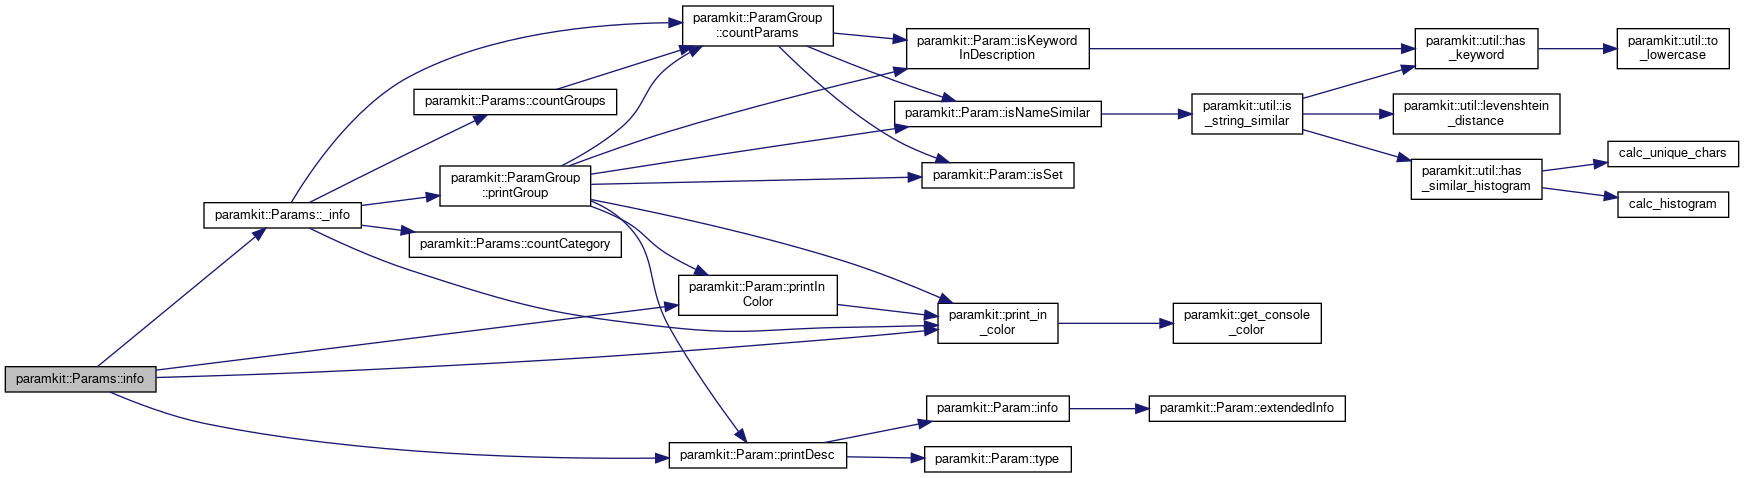 paramkit::ParamGroup
::countParams
paramkit::Param::isKeyword
InDescription
paramkit::util::has
_keyword
paramkit::util::to
_lowercase
paramkit::Params::countGroups
paramkit::Param::isNameSimilar
paramkit::util::is
_string_similar
paramkit::util::levenshtein
_distance
calc_unique_chars
paramkit::ParamGroup
::printGroup
paramkit::Param::isSet
paramkit::util::has
_similar_histogram
calc_histogram
paramkit::Params::_info
paramkit::Params::countCategory
paramkit::Param::printIn
Color
paramkit::print_in
_color
paramkit::get_console
_color
paramkit::Params::info
paramkit::Param::info
paramkit::Param::extendedInfo
paramkit::Param::printDesc
paramkit::Param::type